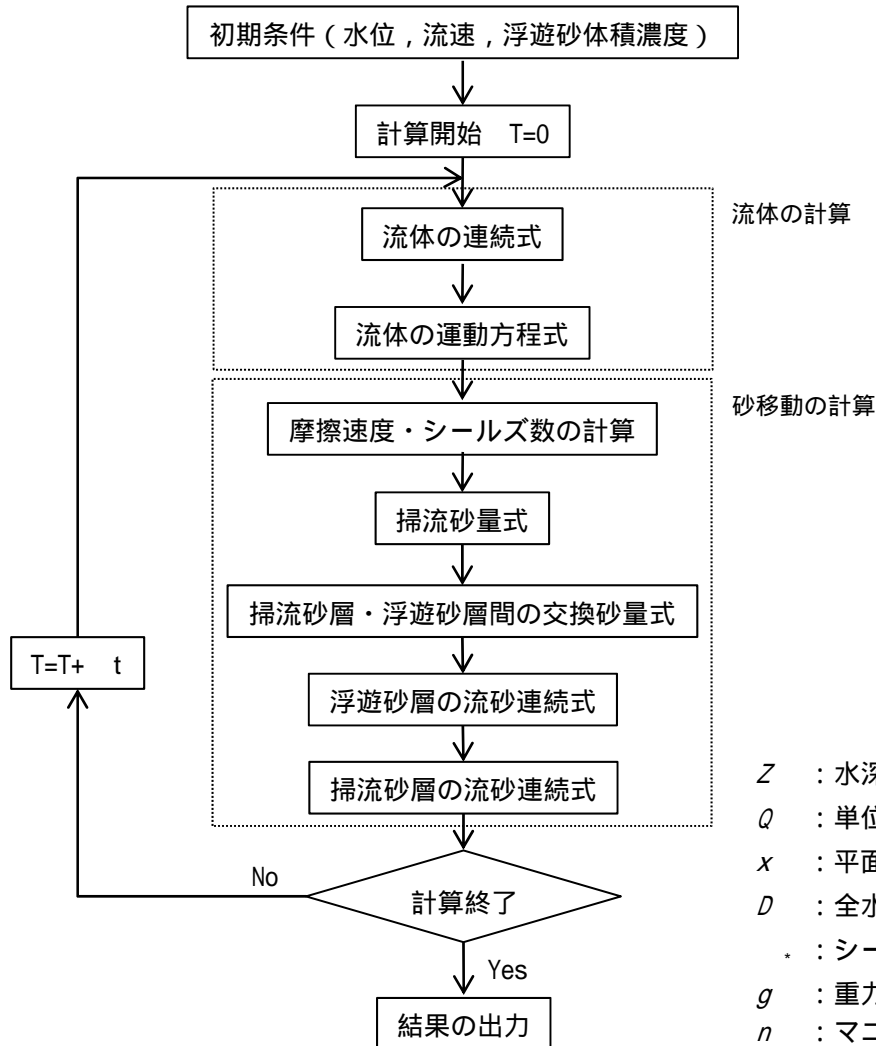 初期条件(水位,流速,浮遊砂体積濃度)
計算開始 T=0
流体の計算
流体の連続式
流体の運動方程式
砂移動の計算
摩擦速度・シールズ数の計算
掃流砂量式
掃流砂層・浮遊砂層間の交換砂量式
T=T+ t
浮遊砂層の流砂連続式
掃流砂層の流砂連続式
No
計算終了
Yes
結果の出力
Z :水深
Q :単位
x :平面
D :全水
* :シー
g :重力
n :マニ